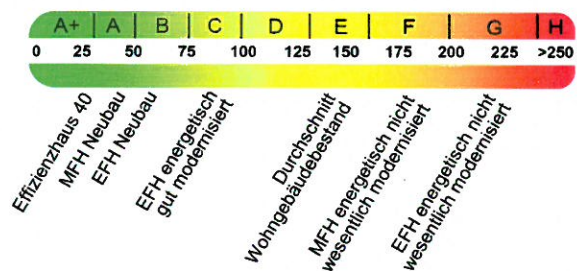 A+ A B C D E F G H
0 25 50 75 100 125 150 175 200 225 >250
Effizienzhaus 40
MFH Neubau
EFH Neubau
EFH energetisch
gut modernisiert
Durchschnitt
Wohngebäudebestand
MFH energetisch nicht
wesentlich modernisiert
EFH energetisch nicht
wesentlich modernisiert